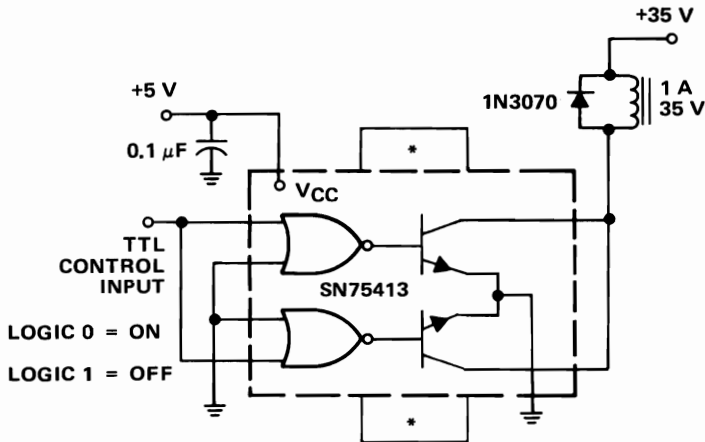 +35 V
+5 V
1N3070
1 A
35 V
0.1 μF
*
VCC
TTL
CONTROL
INPUT
SN75413
LOGIC 0 = ON
LOGIC 1 = OFF
*